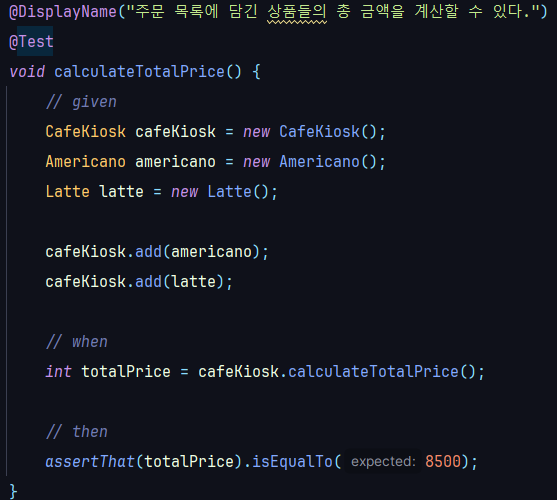 @DisplayName("주문 목록에 담긴 상품들의 총 금액을 계산할 수 있다.")
@Test
void calculateTotalPrice() {
// given
CafeKiosk cafeKiosk = new CafeKiosk();
Americano americano = new Americano();
Latte latte = new Latte();
cafeKiosk.add(americano);
cafeKiosk.add(latte);
// when
int totalPrice = cafeKiosk.calculateTotalPrice();
// then
assertThat(totalPrice).isEqualTo( expected: 8500);
}